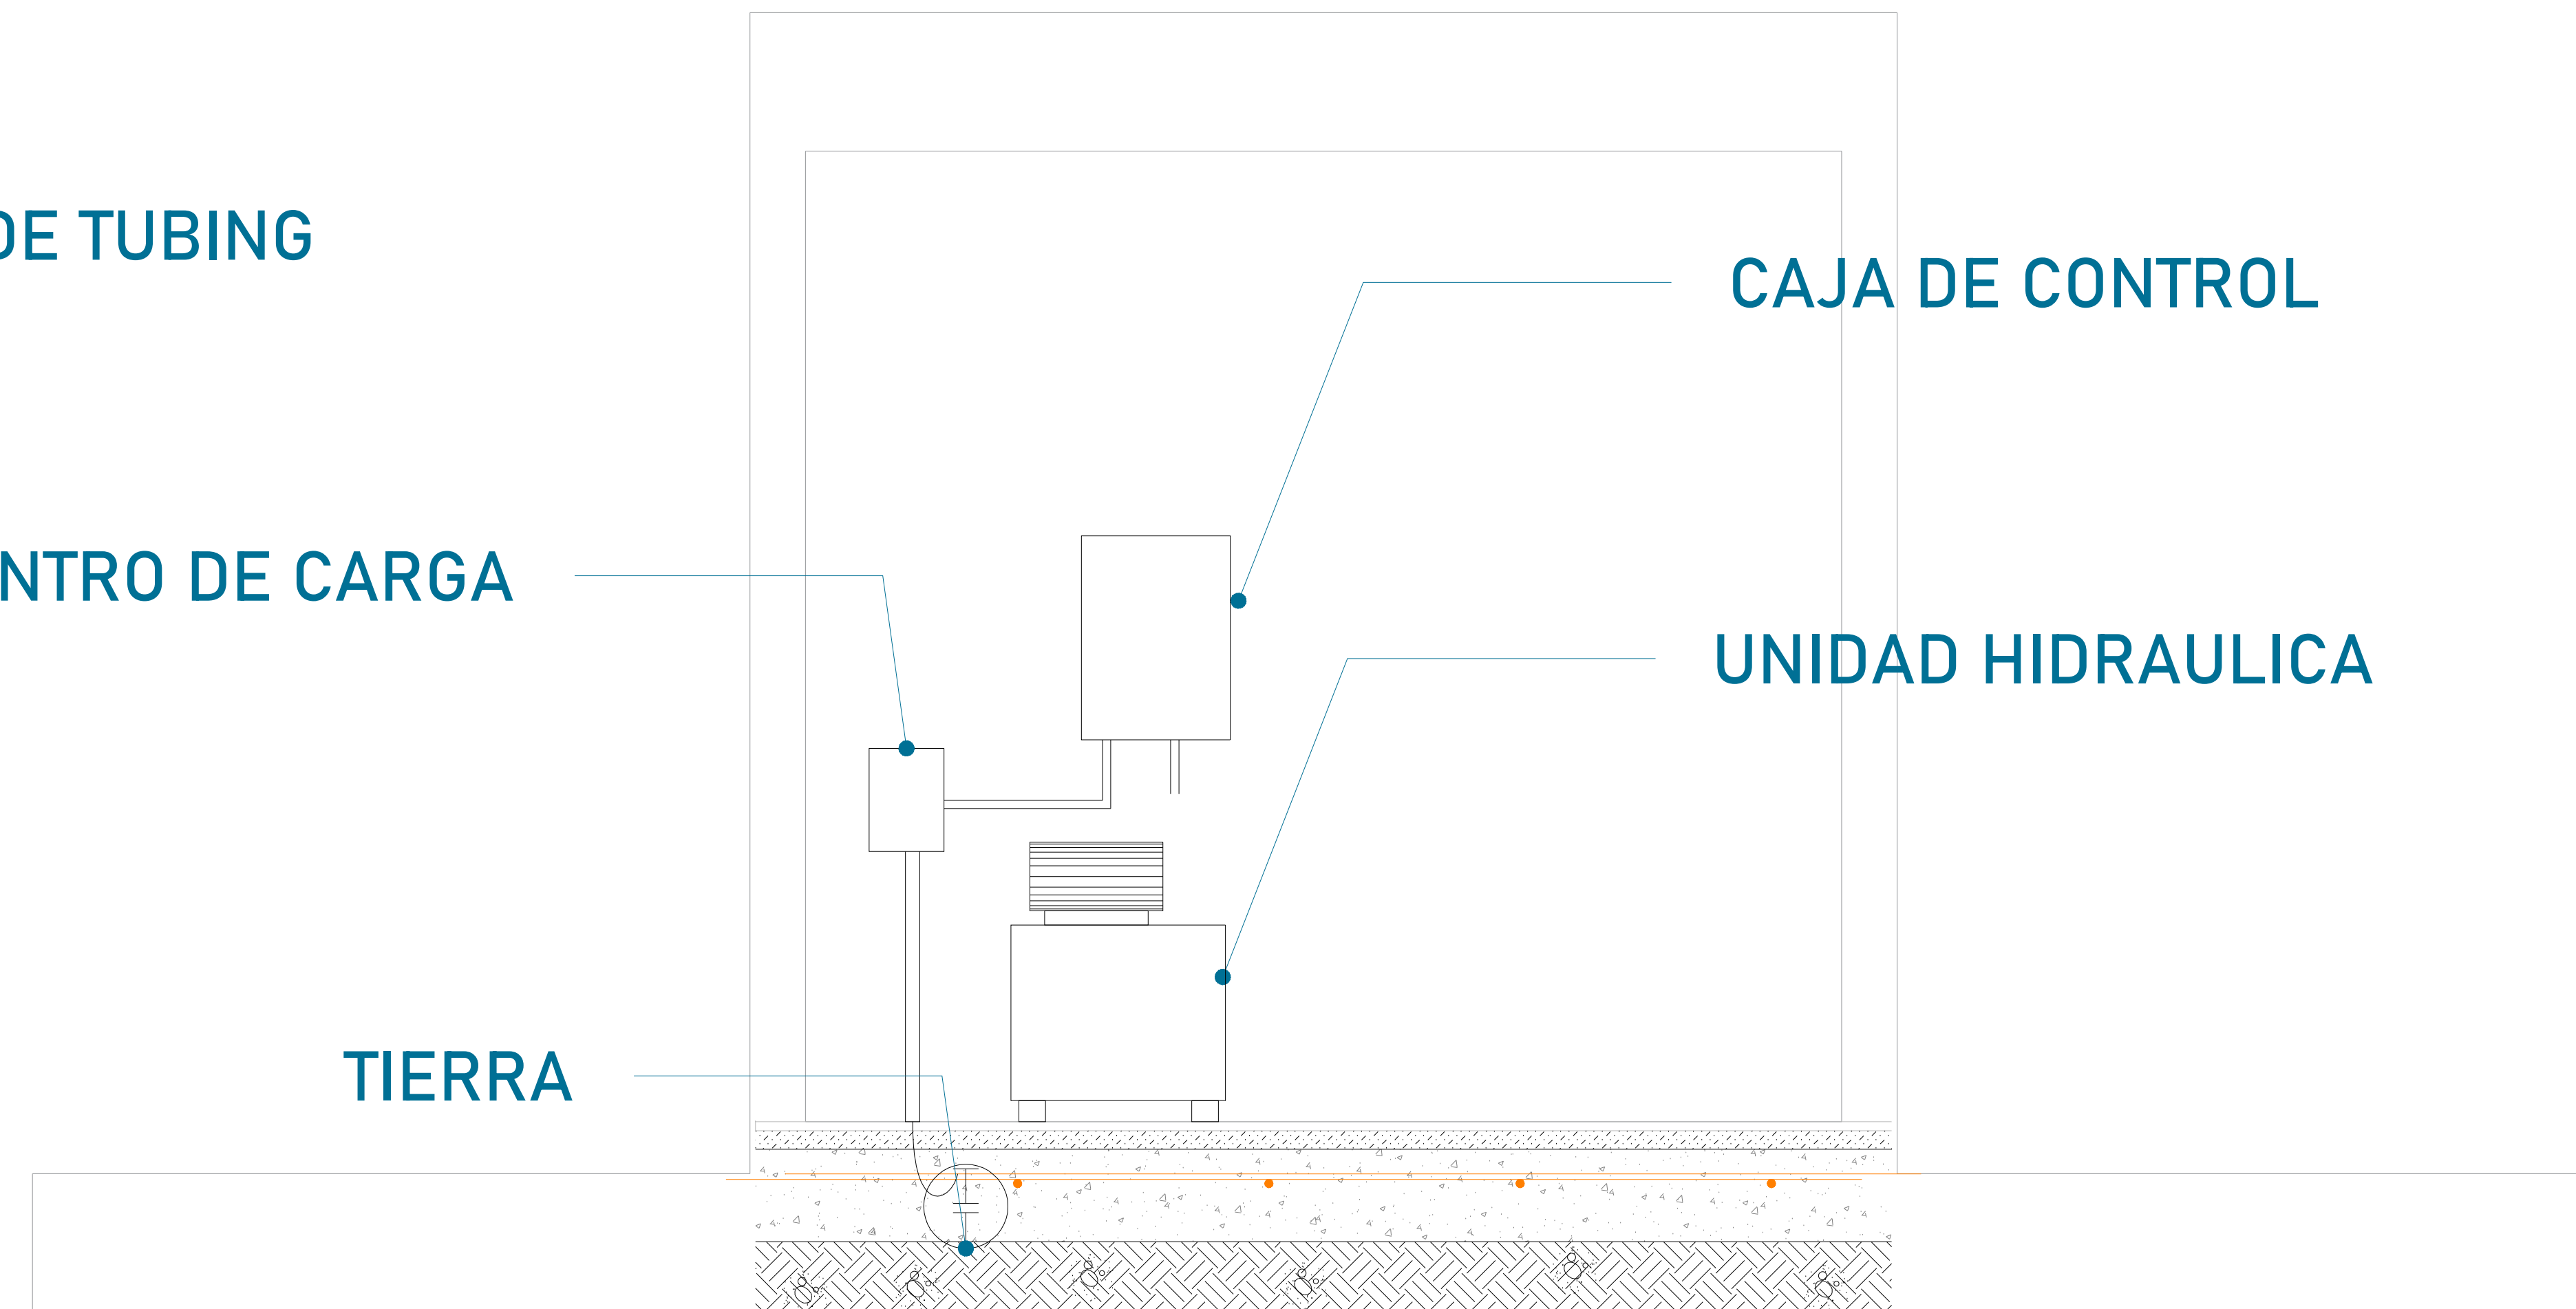 DE TUBING
CAJA DE CONTROL
NTRO DE CARGA
UNIDAD HIDRAULICA
TIERRA